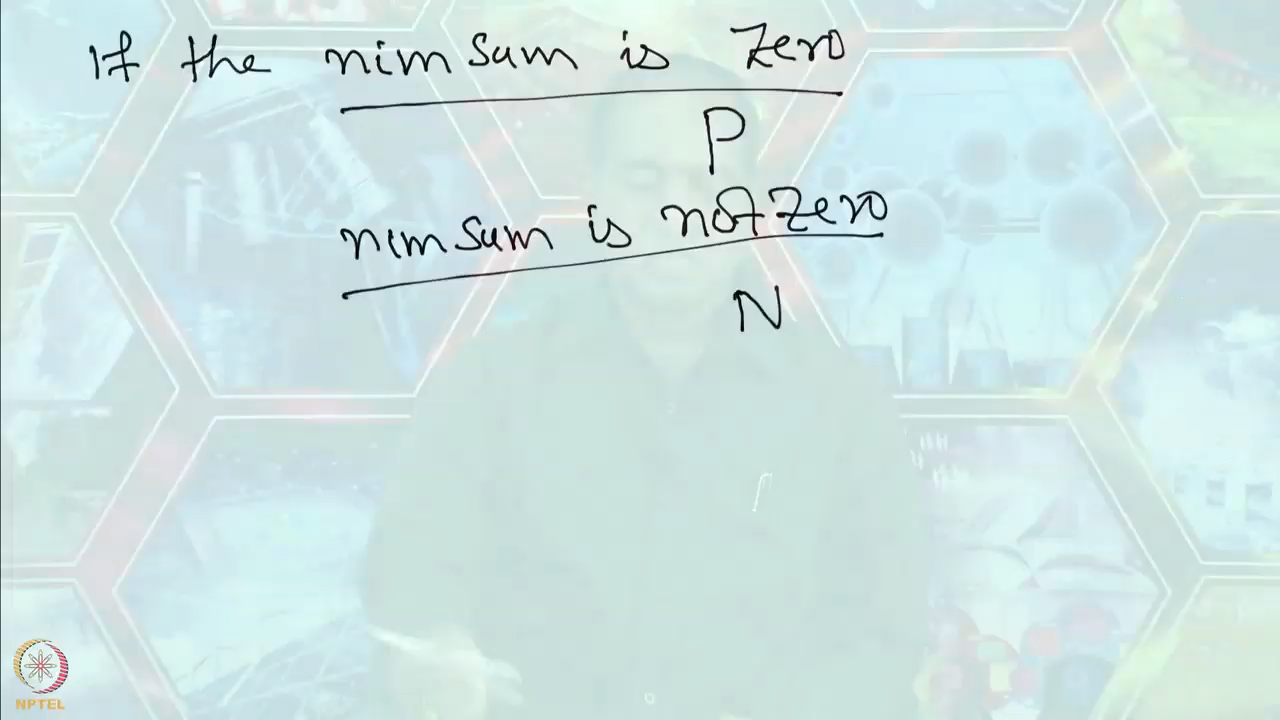 If the nimsum is zero
P
nimsum is not zero
N
NPTEL